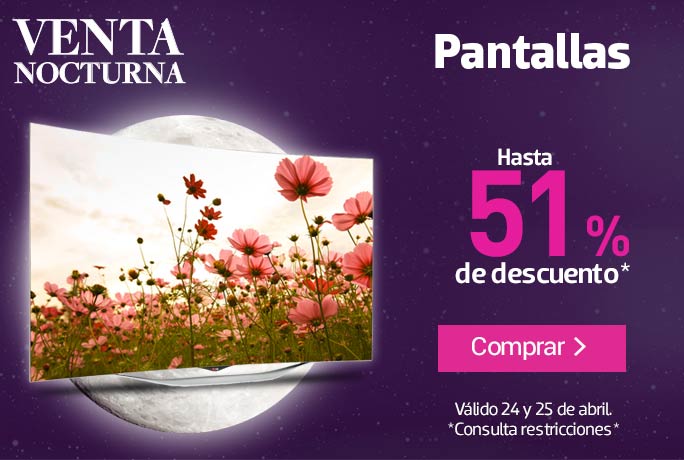 VENTA
NOCTURNA
Pantallas
Hasta
51%
de descuento*
Comprar >
Válido 24 y 25 de abril.
*Consulta restricciones*